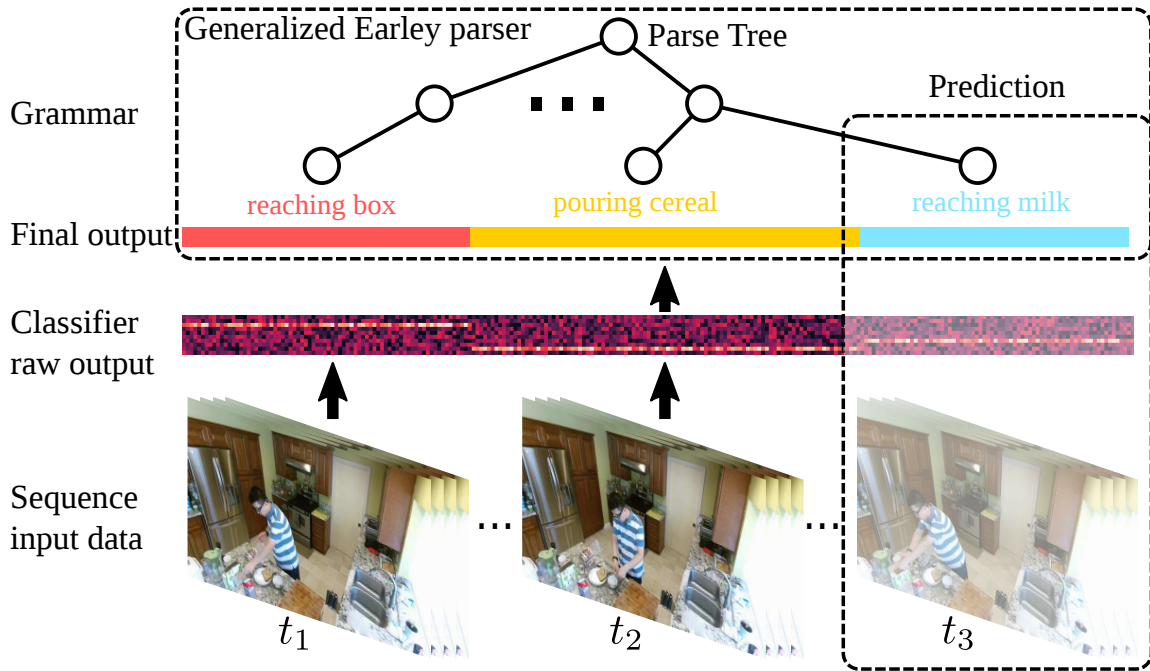 Generalized Earley parser
Parse Tree
Grammar
Prediction
reaching box
pouring cereal
reaching milk
Final output
Classifier
raw output
Sequence
input data
...
...
t₁
t₂
t₃